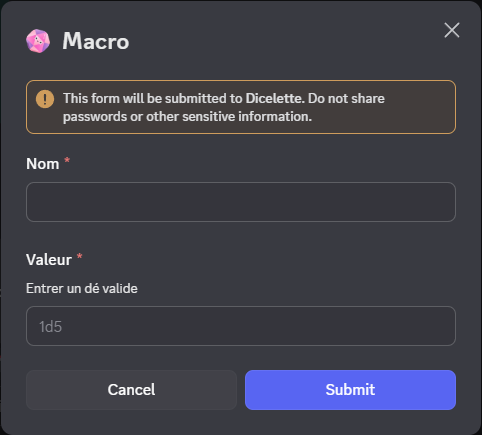 Macro
This form will be submitted to Dicelette. Do not share
passwords or other sensitive information.
Nom *
Valeur *
Entrer un dé valide
1d5
Cancel Submit